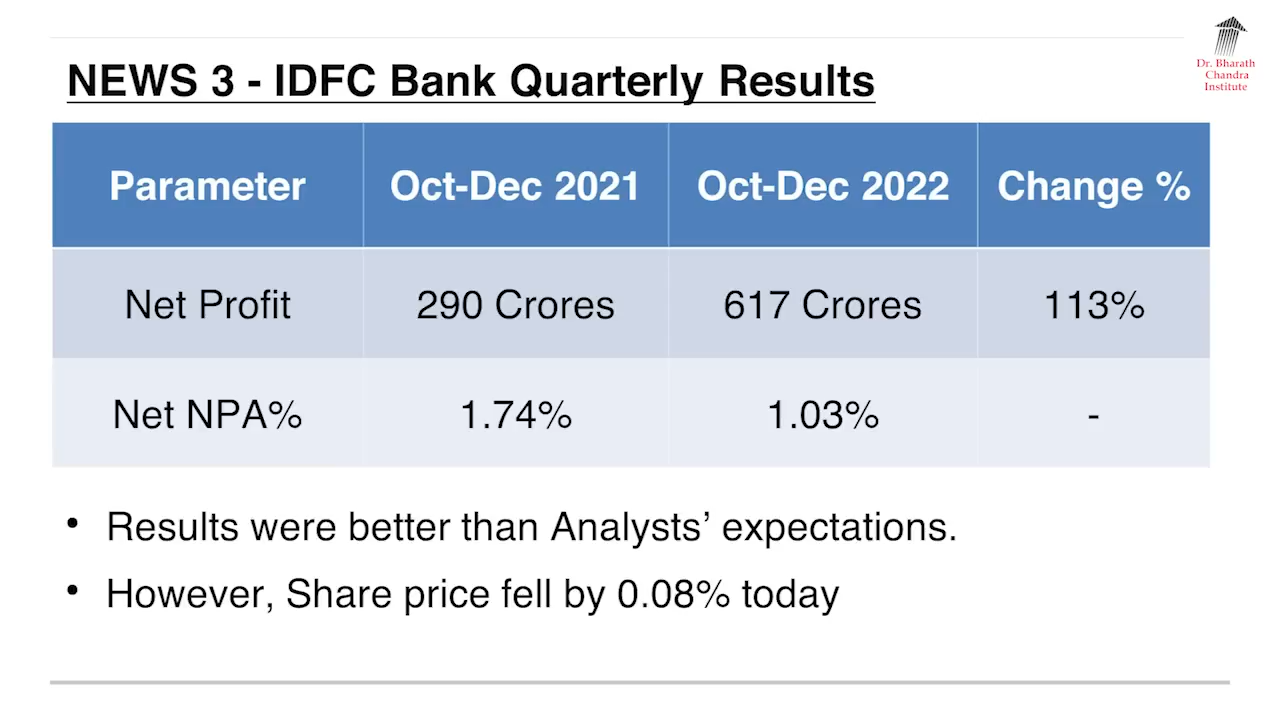 Dr. Bharath
Chandra
Institute
NEWS 3 - IDFC Bank Quarterly Results
Parameter Oct-Dec 2021 Oct-Dec 2022 Change %
Net Profit 290 Crores 617 Crores 113%
Net NPA% 1.74% 1.03% -
• Results were better than Analysts’ expectations.
• However, Share price fell by 0.08% today